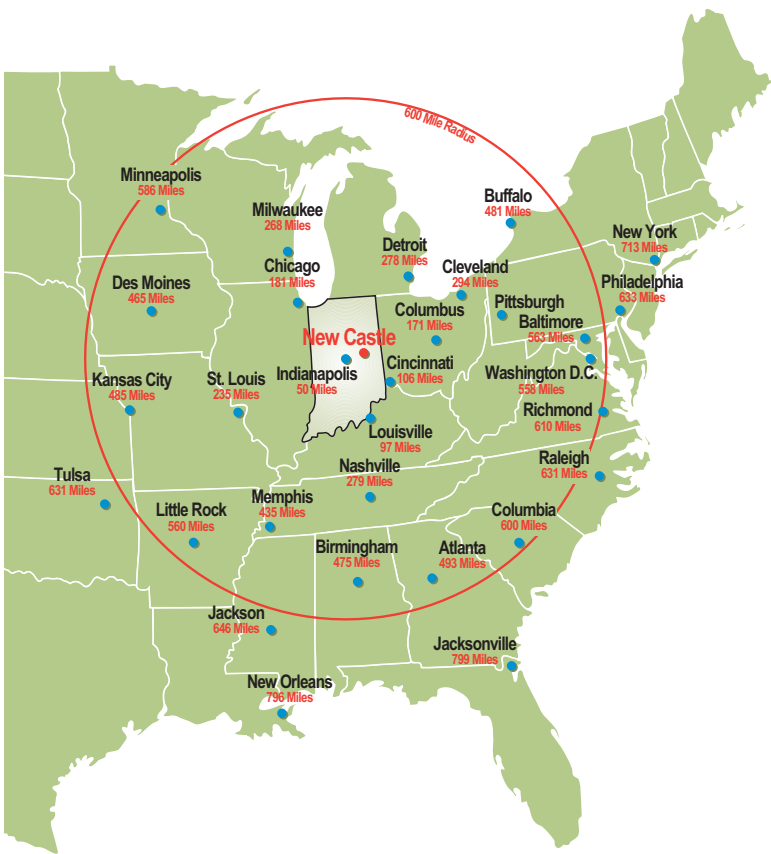 600 Mile Radius
Minneapolis
586 Miles
Buffalo
481 Miles
Milwaukee
268 Miles
New York
713 Miles
Detroit
278 Miles
Chicago
181 Miles
Cleveland
294 Miles
Des Moines
465 Miles
Philadelphia
633 Miles
Columbus
171 Miles
Pittsburgh
Baltimore
563 Miles
New Castle
Indianapolis
50 Miles
Cincinnati
106 Miles
Washington D.C.
558 Miles
Kansas City
485 Miles
St. Louis
235 Miles
Richmond
610 Miles
Louisville
97 Miles
Raleigh
631 Miles
Nashville
279 Miles
Tulsa
631 Miles
Memphis
435 Miles
Little Rock
560 Miles
Columbia
600 Miles
Birmingham
475 Miles
Atlanta
493 Miles
Jackson
646 Miles
Jacksonville
799 Miles
New Orleans
796 Miles